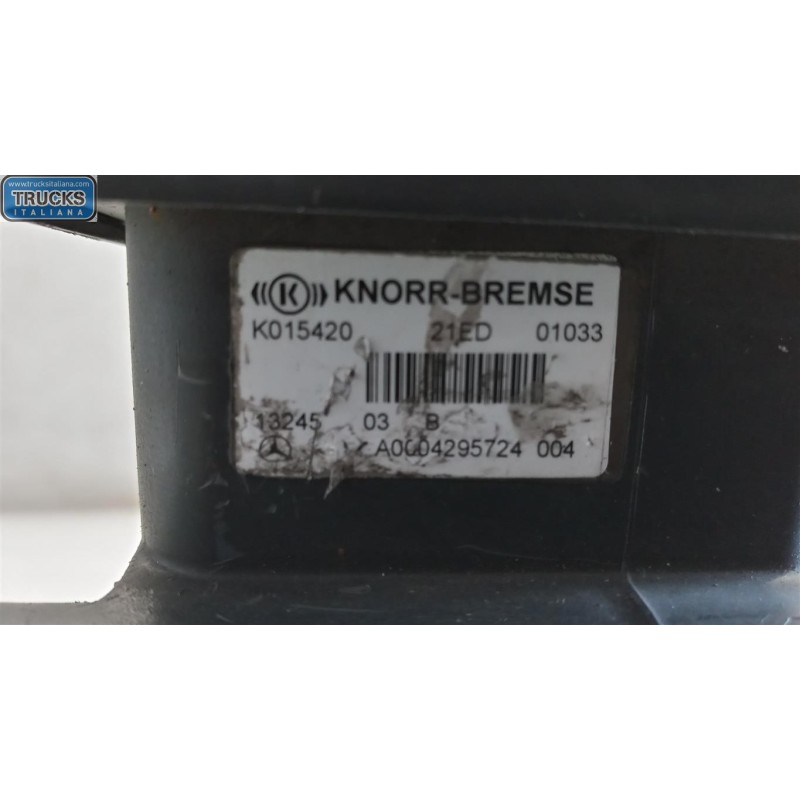 www.trucksitaliana.com
TRUCKS
ITALIANA
K KNORR-BREMSE
K015420 21ED 01033
13245 03 B
A0004295724 004